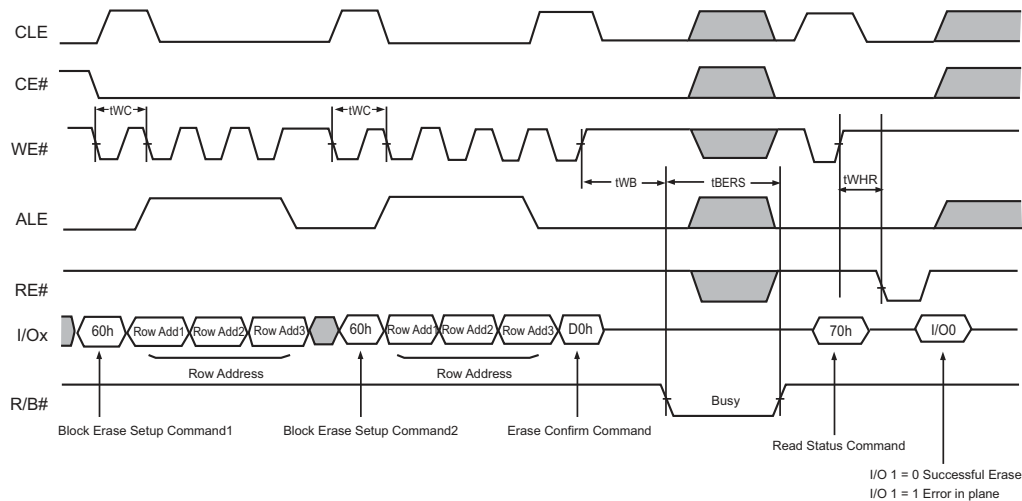 CLE
CE#
tWC
tWC
WE#
tWB
tBERS
tWHR
ALE
RE#
I/Ox
60h
Row Add1
Row Add2
Row Add3
60h
Row Add1
Row Add2
Row Add3
D0h
70h
I/O0
Row Address
Row Address
R/B#
Busy
Block Erase Setup Command1
Block Erase Setup Command2
Erase Confirm Command
Read Status Command
I/O 1 = 0 Successful Erase
I/O 1 = 1 Error in plane